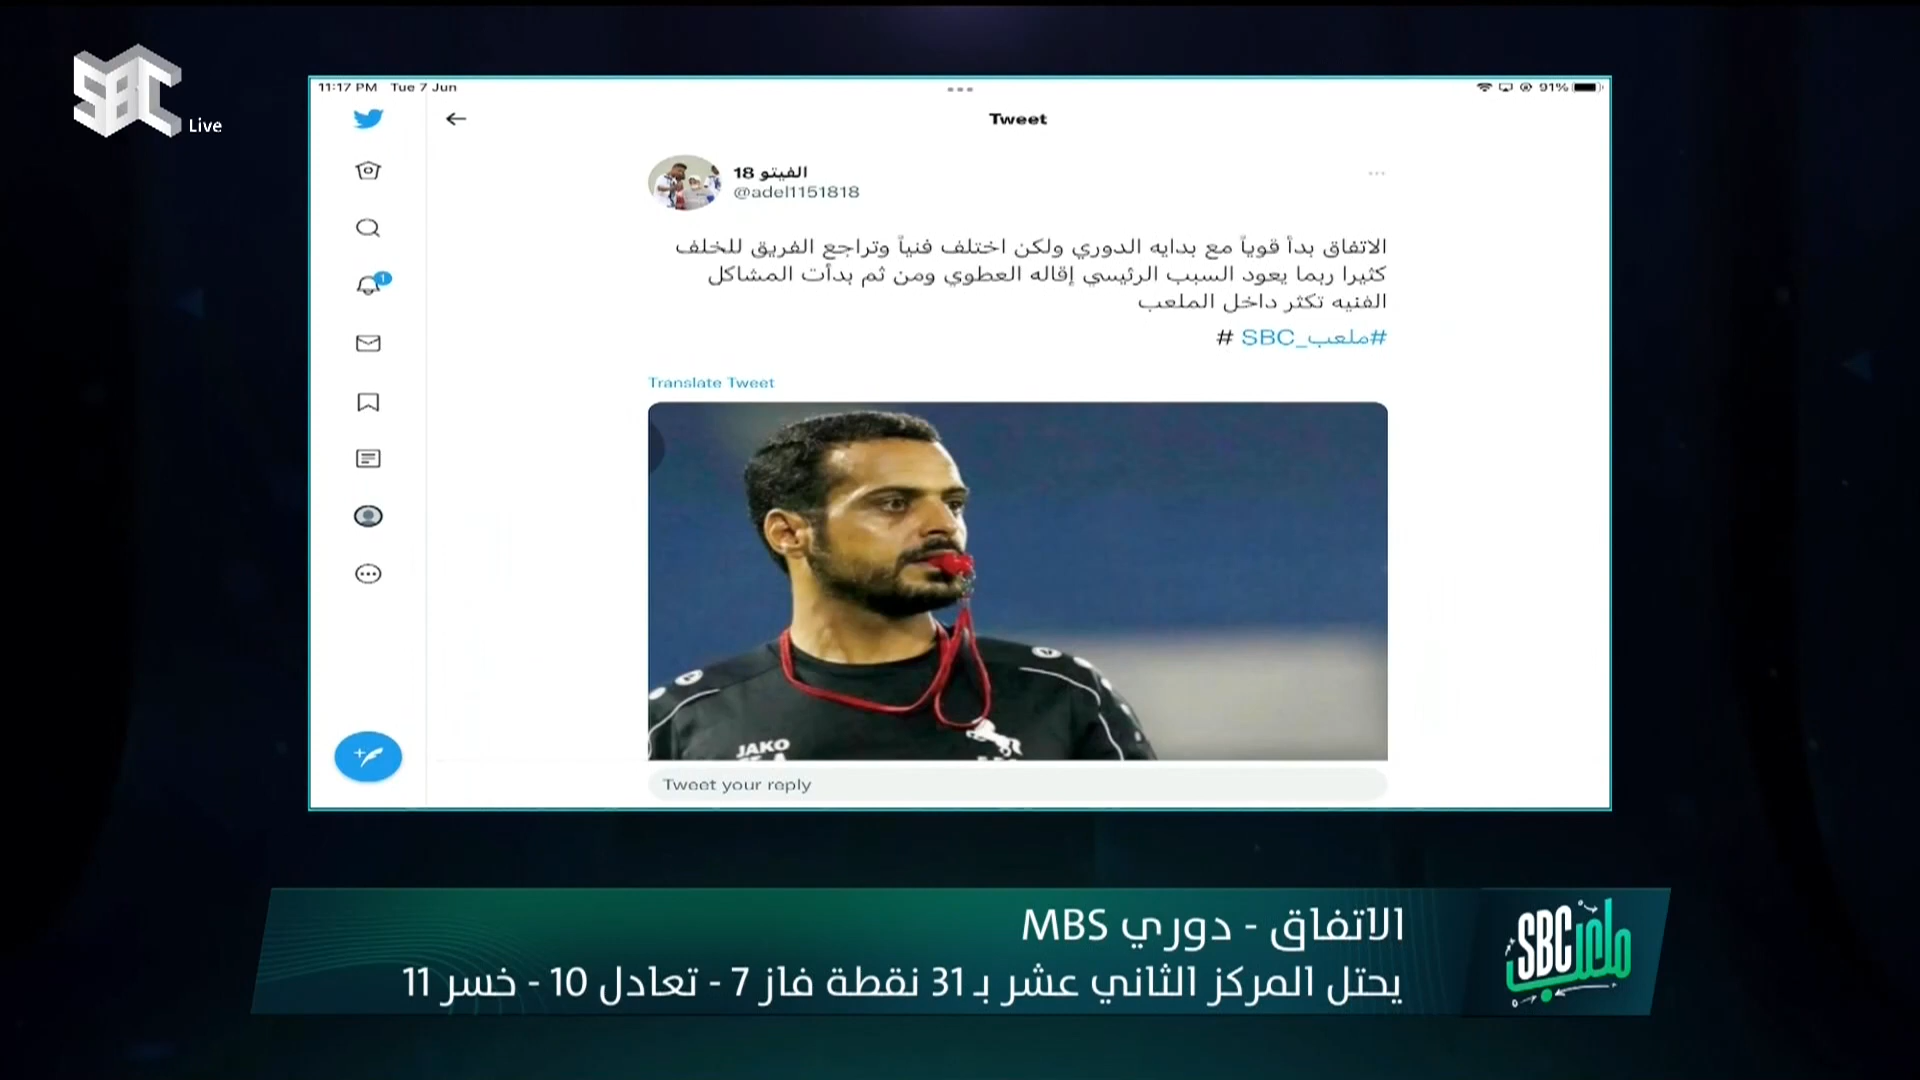 SBC
Live
11:17 PM Tue 7 Jun
91%
Tweet
الفيتو 18
@adel1151818
الاتفاق بدأ قوياً مع بدايه الدوري ولكن اختلف فنياً وتراجع الفريق للخلف
كثيرا ربما يعود السبب الرئيسي إقاله العطوي ومن ثم بدأت المشاكل
الفنيه تكثر داخل الملعب
#ملعب_SBC #
Translate Tweet
1
JAKO
Tweet your reply
الاتفاق - دوري MBS
يحتل المركز الثاني عشر بـ 31 نقطة فاز 7 - تعادل 10 - خسر 11
ملعب SBC